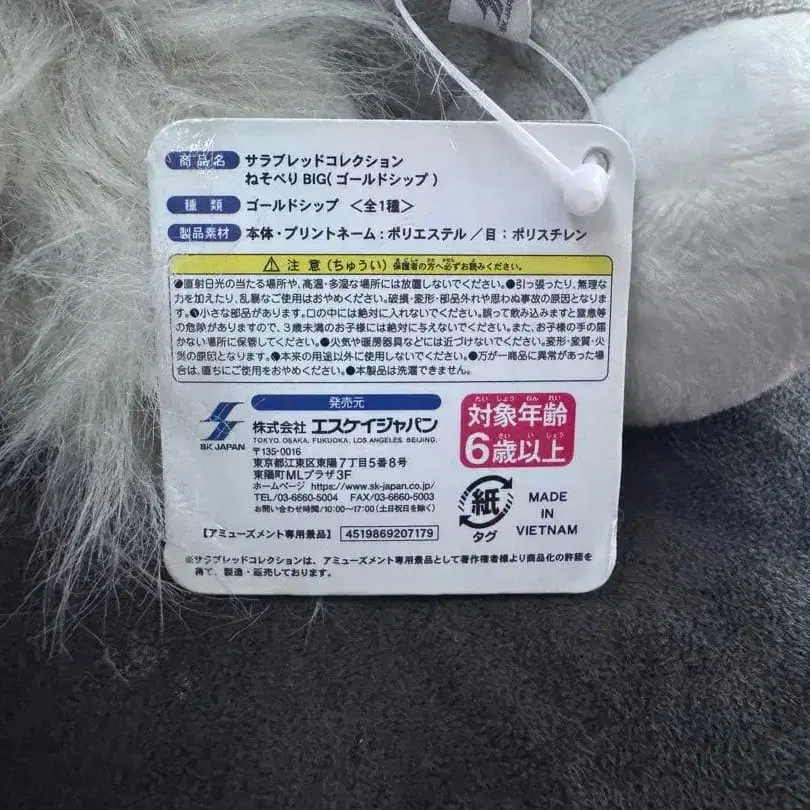 SK JAPAN
商品名 サラブレッドコレクション
ねそべりBIG(ゴールドシップ)
種類 ゴールドシップ <全1種>
製品素材 本体・プリントネーム:ポリエステル/目:ポリスチレン
⚠注意(ちゅうい)保護者の方へ必ずお読みください。
●直射日光の当たる場所や、高温・多湿な場所には放置しないでください。●引っ張ったり、無理な
力を加えたり、乱暴なご使用はおやめください。破損・変形・部品外れや思わぬ事故の原因となりま
す。●小さな部品があります。口の中には絶対に入れないでください。誤って飲み込みますと窒息等
の危険がありますので、3歳未満のお子様には絶対に与えないでください。また、お子様の手の届
かない場所に保管してください。●火気や暖房器具などには近づけないでください。変形・変質・火
災の原因となります。●本来の用途以外に使用しないでください。●万が一商品に異常があった場
合は、直ちにご使用をおやめください。●本製品は洗濯できません。
発売元
SK JAPAN
株式会社 エスケイジャパン
TOKYO. OSAKA. FUKUOKA. LOS ANGELES. BEIJING.
〒135-0016
東京都江東区東陽7丁目5番8号
東陽町MLプラザ3F
ホームページ https://www.sk-japan.co.jp/
TEL/03-6660-5004 FAX/03-6660-5003
お問い合わせ時間/10:00~17:00(土日祝日を除く)
対象年齢
6歳以上
紙
タグ
MADE
IN
VIETNAM
【アミューズメント専用景品】 4519869207179
※サラブレッドコレクションは、アミューズメント専用景品として著作権者様より商品化の許諾を
得て、製造・販売しております。